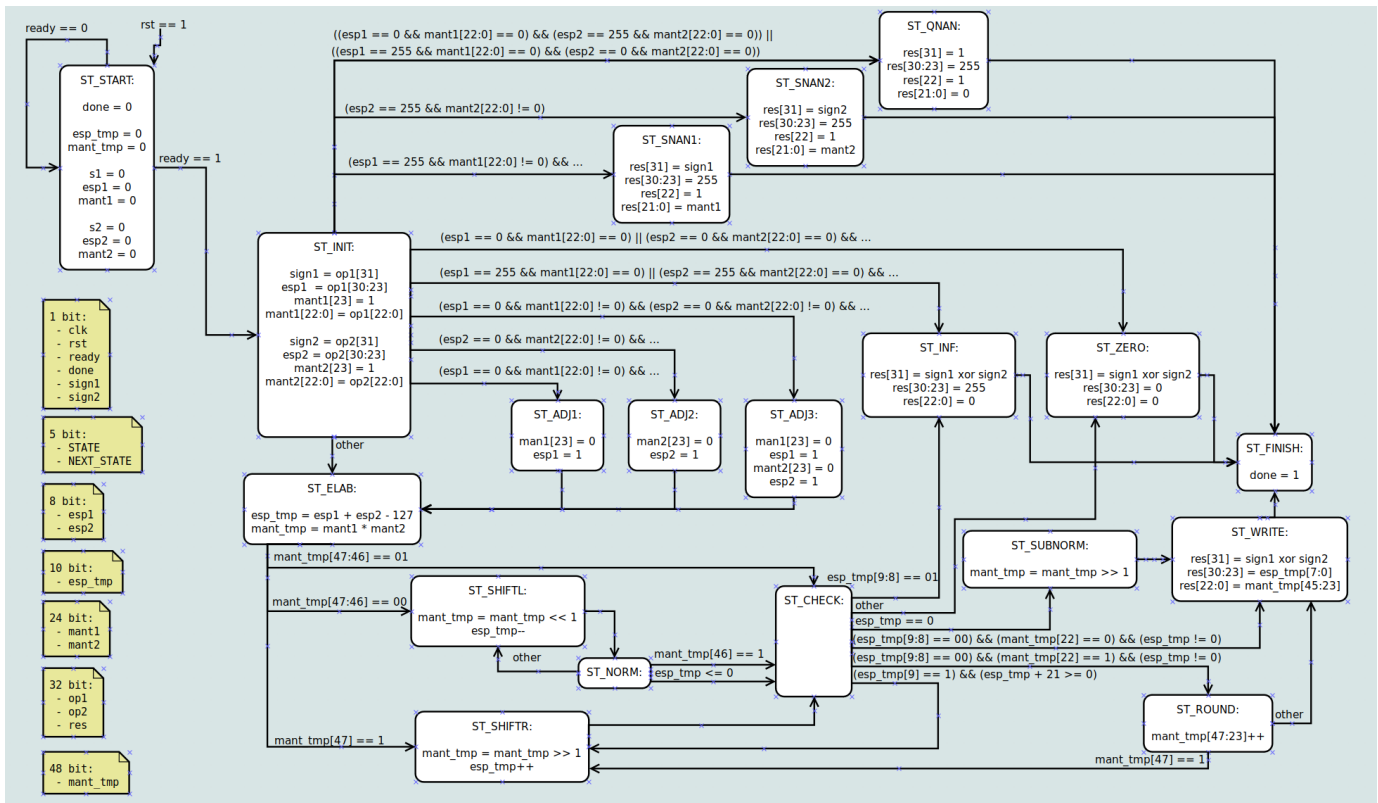 ready == 0
rst == 1
ST_START:
done = 0
esp_tmp = 0
mant_tmp = 0
s1 = 0
esp1 = 0
mant1 = 0
s2 = 0
esp2 = 0
mant2 = 0
ready == 1
((esp1 == 0 && mant1[22:0] == 0) && (esp2 == 255 && mant2[22:0] == 0)) ||
((esp1 == 255 && mant1[22:0] == 0) && (esp2 == 0 && mant2[22:0] == 0))
ST_QNAN:
res[31] = 1
res[30:23] = 255
res[22] = 1
res[21:0] = 0
(esp2 == 255 && mant2[22:0] != 0)
ST_SNAN2:
res[31] = sign2
res[30:23] = 255
res[22] = 1
res[21:0] = mant2
(esp1 == 255 && mant1[22:0] != 0) && ...
ST_SNAN1:
res[31] = sign1
res[30:23] = 255
res[22] = 1
res[21:0] = mant1
ST_INIT:
sign1 = op1[31]
esp1  = op1[30:23]
mant1[23] = 1
mant1[22:0] = op1[22:0]
sign2 = op2[31]
esp2 = op2[30:23]
mant2[23] = 1
mant2[22:0] = op2[22:0]
(esp1 == 0 && mant1[22:0] == 0) || (esp2 == 0 && mant2[22:0] == 0) && ...
(esp1 == 255 && mant1[22:0] == 0) || (esp2 == 255 && mant2[22:0] == 0) && ...
(esp1 == 0 && mant1[22:0] != 0) && (esp2 == 0 && mant2[22:0] != 0) && ...
(esp2 == 0 && mant2[22:0] != 0) && ...
(esp1 == 0 && mant1[22:0] != 0) && ...
other
1 bit:
- clk
- rst
- ready
- done
- sign1
- sign2
5 bit:
- STATE
- NEXT_STATE
8 bit:
- esp1
- esp2
10 bit:
- esp_tmp
24 bit:
- mant1
- mant2
32 bit:
- op1
- op2
- res
48 bit:
- mant_tmp
ST_ADJ1:
man1[23] = 0
esp1 = 1
ST_ADJ2:
man2[23] = 0
esp2 = 1
ST_ADJ3:
man1[23] = 0
esp1 = 1
mant2[23] = 0
esp2 = 1
ST_INF:
res[31] = sign1 xor sign2
res[30:23] = 255
res[22:0] = 0
ST_ZERO:
res[31] = sign1 xor sign2
res[30:23] = 0
res[22:0] = 0
ST_FINISH:
done = 1
ST_ELAB:
esp_tmp = esp1 + esp2 - 127
mant_tmp = mant1 * mant2
mant_tmp[47:46] == 01
mant_tmp[47:46] == 00
mant_tmp[47] == 1
ST_SHIFTL:
mant_tmp = mant_tmp << 1
esp_tmp--
other
ST_NORM:
mant_tmp[46] == 1
esp_tmp <= 0
ST_SHIFTR:
mant_tmp = mant_tmp >> 1
esp_tmp++
ST_CHECK:
esp_tmp[9:8] == 01
other
esp_tmp == 0
(esp_tmp[9:8] == 00) && (mant_tmp[22] == 0) && (esp_tmp != 0)
(esp_tmp[9:8] == 00) && (mant_tmp[22] == 1) && (esp_tmp != 0)
(esp_tmp[9] == 1) && (esp_tmp + 21 >= 0)
ST_SUBNORM:
mant_tmp = mant_tmp >> 1
ST_WRITE:
res[31] = sign1 xor sign2
res[30:23] = esp_tmp[7:0]
res[22:0] = mant_tmp[45:23]
ST_ROUND:
mant_tmp[47:23]++
other
mant_tmp[47] == 1